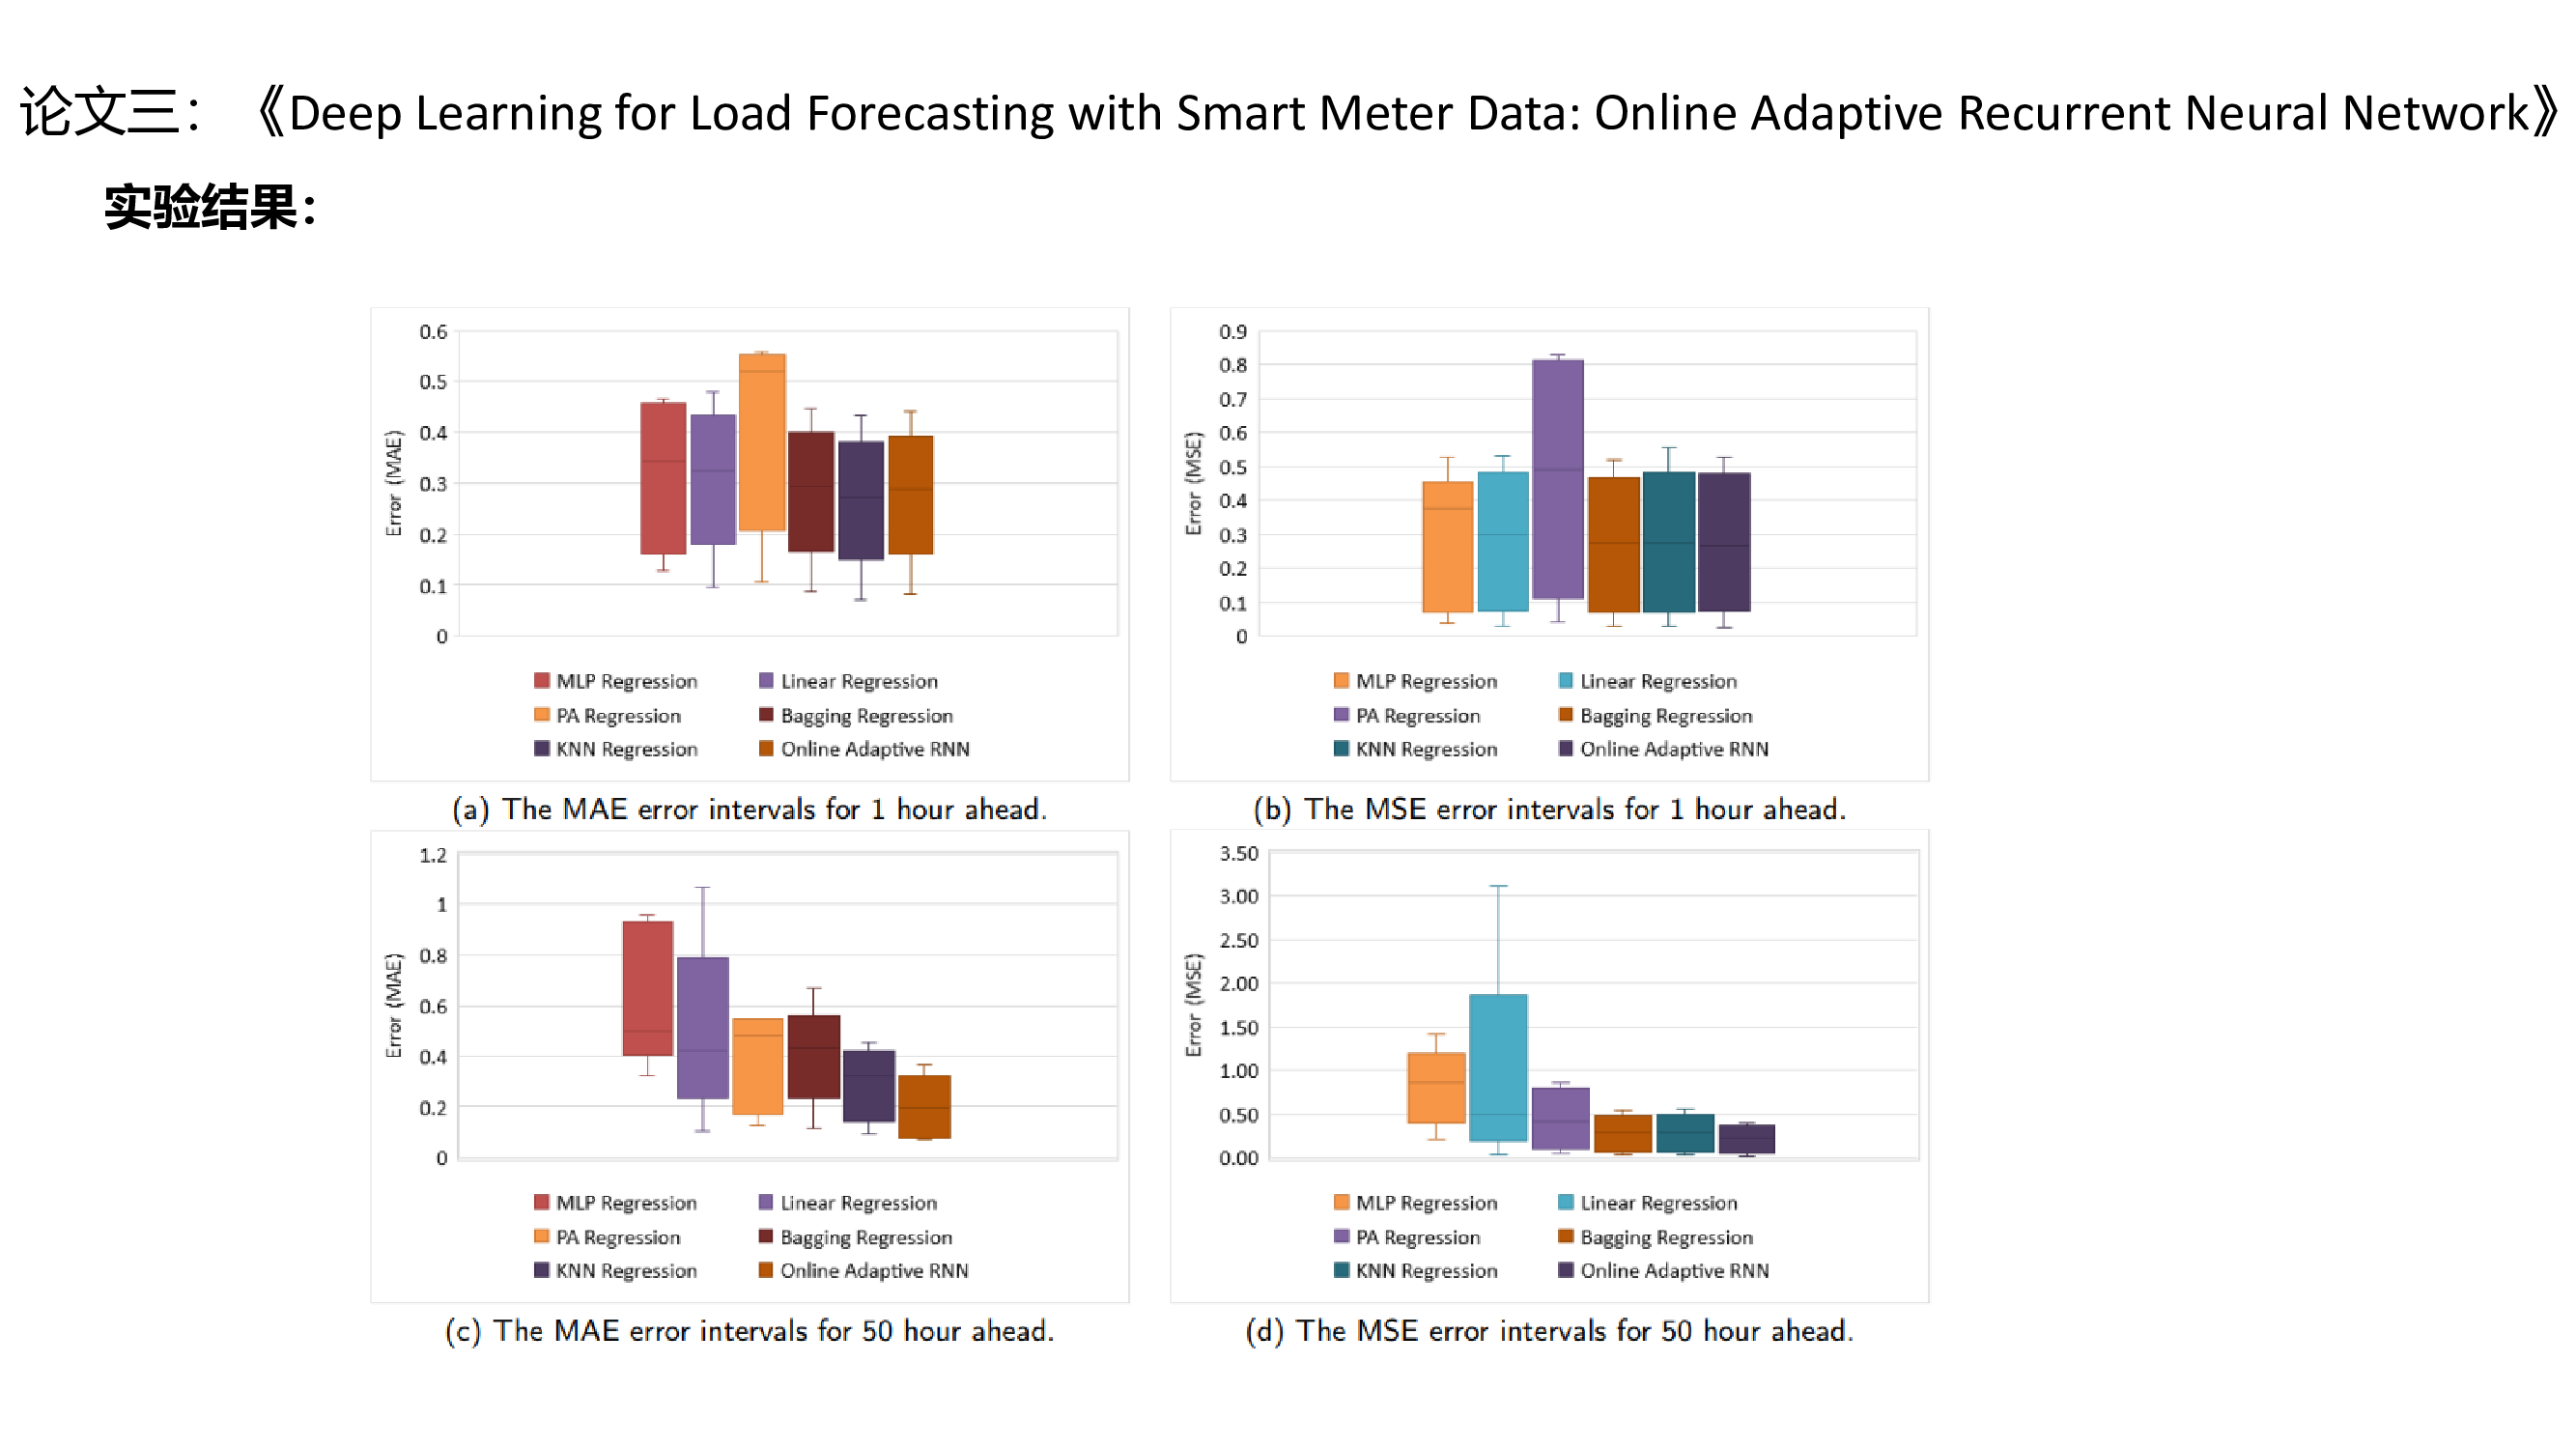 论文三：《Deep Learning for Load Forecasting with Smart Meter Data: Online Adaptive Recurrent Neural Network》
实验结果：
0.6
0.5
0.4
0.3
0.2
0.1
0
Error (MAE)
MLP Regression
Linear Regression
PA Regression
Bagging Regression
KNN Regression
Online Adaptive RNN
(a) The MAE error intervals for 1 hour ahead.
0.9
0.8
0.7
0.6
0.5
0.4
0.3
0.2
0.1
0
Error (MSE)
MLP Regression
Linear Regression
PA Regression
Bagging Regression
KNN Regression
Online Adaptive RNN
(b) The MSE error intervals for 1 hour ahead.
1.2
1
0.8
0.6
0.4
0.2
0
Error (MAE)
MLP Regression
Linear Regression
PA Regression
Bagging Regression
KNN Regression
Online Adaptive RNN
(c) The MAE error intervals for 50 hour ahead.
3.50
3.00
2.50
2.00
1.50
1.00
0.50
0.00
Error (MSE)
MLP Regression
Linear Regression
PA Regression
Bagging Regression
KNN Regression
Online Adaptive RNN
(d) The MSE error intervals for 50 hour ahead.